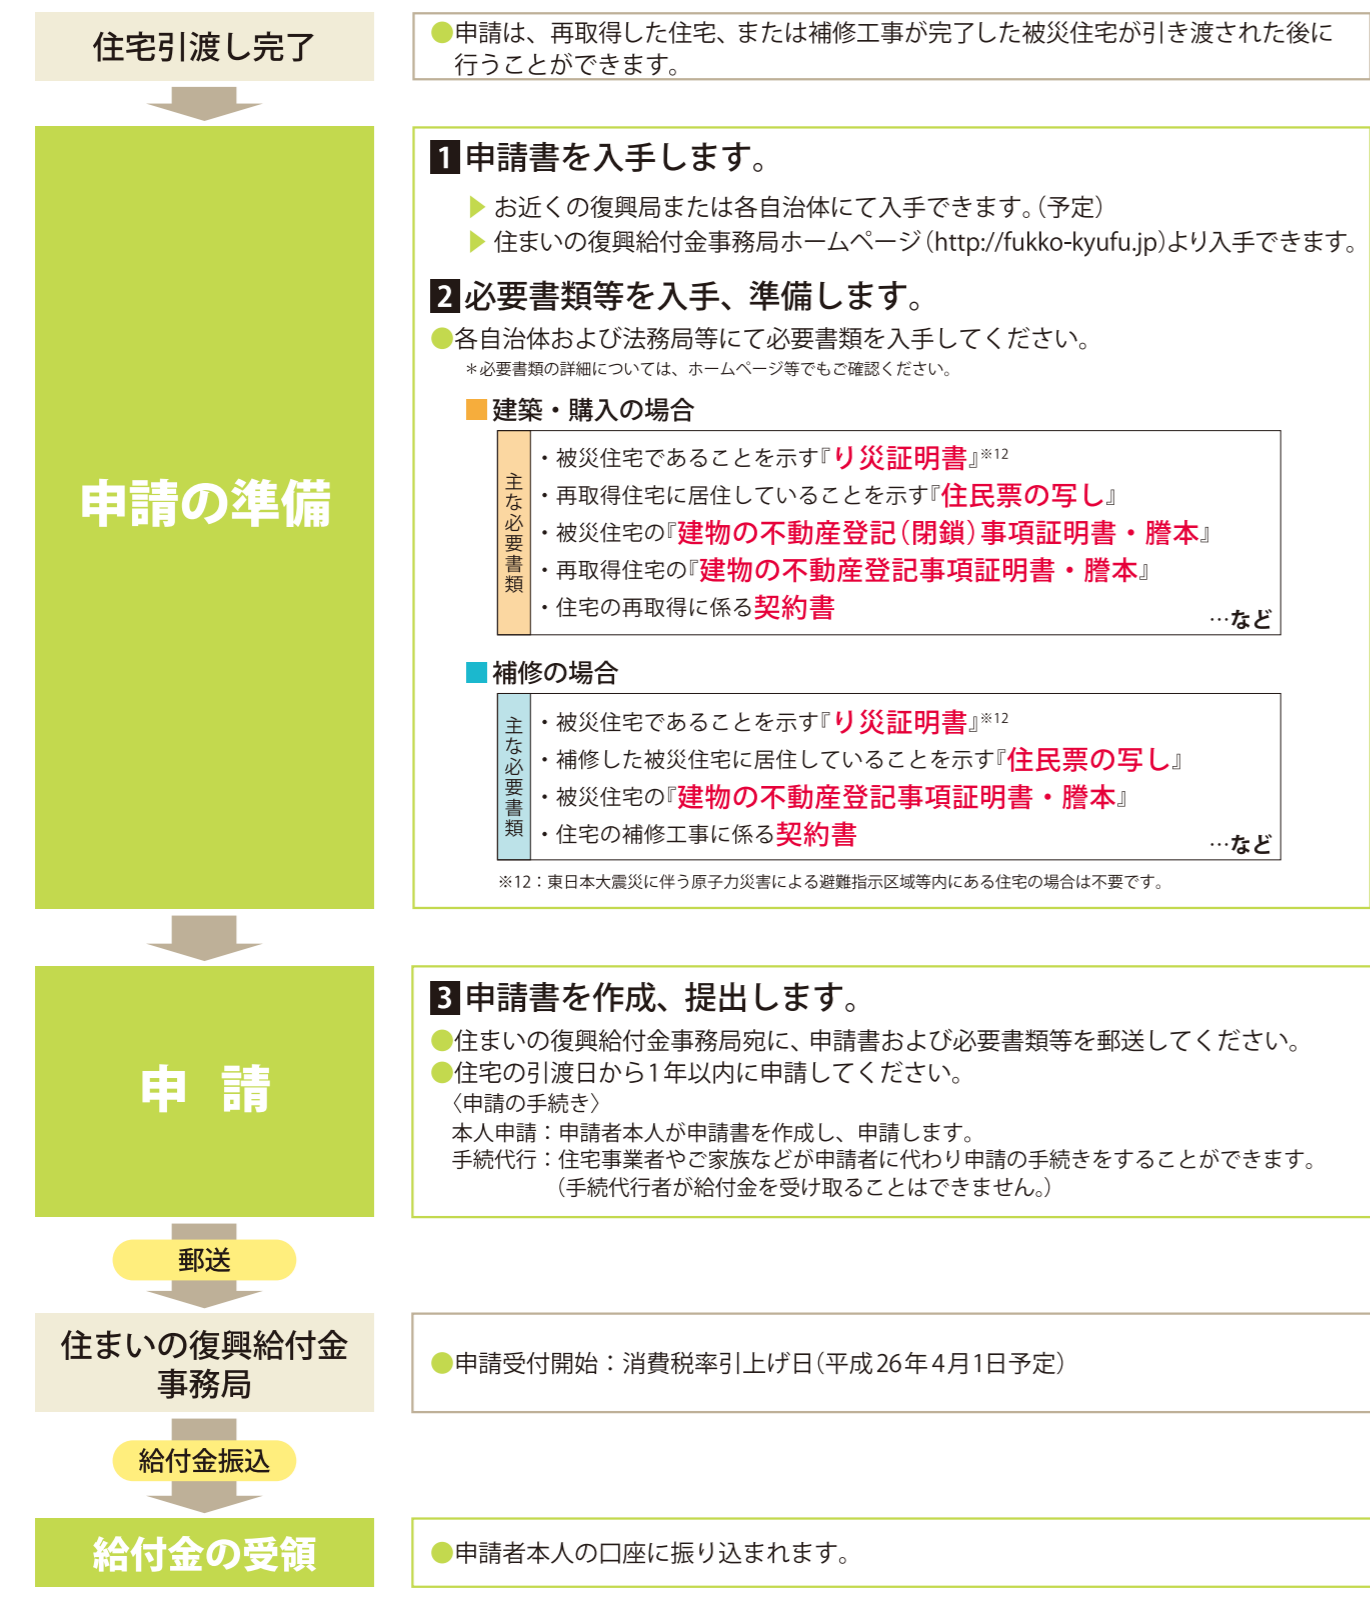 住宅引渡し完了
●申請は、再取得した住宅、または補修工事が完了した被災住宅が引き渡された後に
行うことができます。
申請の準備
1 申請書を入手します。
▶ お近くの復興局または各自治体にて入手できます。（予定）
▶ 住まいの復興給付金事務局ホームページ（http://fukko-kyufu.jp）より入手できます。
2 必要書類等を入手、準備します。
●各自治体および法務局等にて必要書類を入手してください。
＊必要書類の詳細については、ホームページ等でもご確認ください。
■建築・購入の場合
主な必要書類
・被災住宅であることを示す『り災証明書』※12
・再取得住宅に居住していることを示す『住民票の写し』
・被災住宅の『建物の不動産登記（閉鎖）事項証明書・謄本』
・再取得住宅の『建物の不動産登記事項証明書・謄本』
・住宅の再取得に係る契約書
…など
■補修の場合
主な必要書類
・被災住宅であることを示す『り災証明書』※12
・補修した被災住宅に居住していることを示す『住民票の写し』
・被災住宅の『建物の不動産登記事項証明書・謄本』
・住宅の補修工事に係る契約書
…など
※12：東日本大震災に伴う原子力災害による避難指示区域等内にある住宅の場合は不要です。
申 請
3 申請書を作成、提出します。
●住まいの復興給付金事務局宛に、申請書および必要書類等を郵送してください。
●住宅の引渡日から1年以内に申請してください。
〈申請の手続き〉
本人申請：申請者本人が申請書を作成し、申請します。
手続代行：住宅事業者やご家族などが申請者に代わり申請の手続きをすることができます。
（手続代行者が給付金を受け取ることはできません。）
郵送
住まいの復興給付金
事務局
●申請受付開始：消費税率引上げ日（平成26年4月1日予定）
給付金振込
給付金の受領
●申請者本人の口座に振り込まれます。